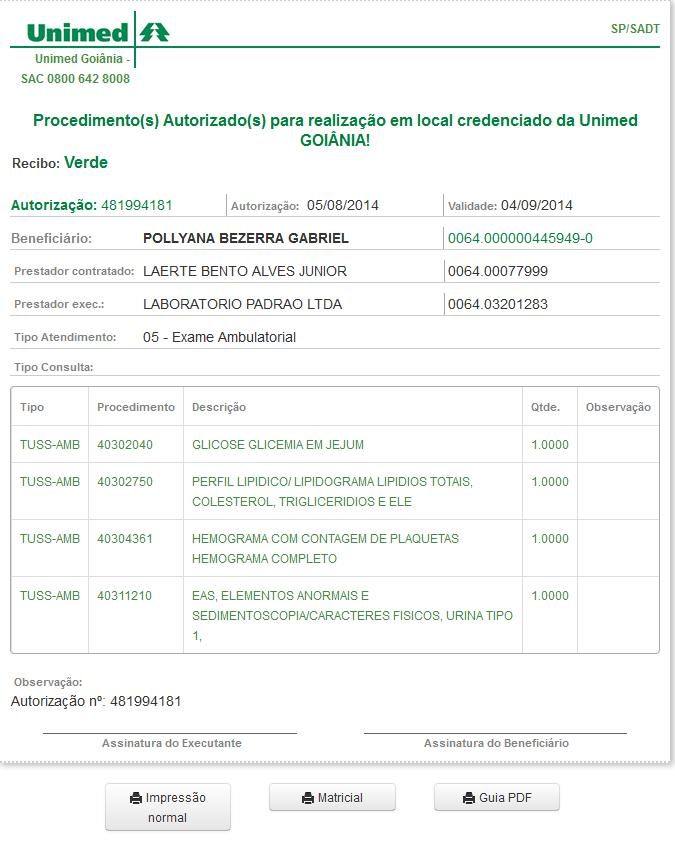 Unimed
SP/SADT
Unimed Goiânia -
SAC 0800 642 8008
Procedimento(s) Autorizado(s) para realização em local credenciado da Unimed
GOIÂNIA!
Recibo: Verde
Autorização: 481994181 Autorização: 05/08/2014 Validade: 04/09/2014
Beneficiário: POLLYANA BEZERRA GABRIEL 0064.000000445949-0
Prestador contratado: LAERTE BENTO ALVES JUNIOR 0064.00077999
Prestador exec.: LABORATORIO PADRAO LTDA 0064.03201283
Tipo Atendimento: 05 - Exame Ambulatorial
Tipo Consulta:
Tipo Procedimento Descrição Qtde. Observação
TUSS-AMB 40302040 GLICOSE GLICEMIA EM JEJUM 1.0000
TUSS-AMB 40302750 PERFIL LIPIDICO/ LIPIDOGRAMA LIPIDIOS TOTAIS, 1.0000
COLESTEROL, TRIGLICERIDIOS E ELE
TUSS-AMB 40304361 HEMOGRAMA COM CONTAGEM DE PLAQUETAS 1.0000
HEMOGRAMA COMPLETO
TUSS-AMB 40311210 EAS, ELEMENTOS ANORMAIS E 1.0000
SEDIMENTOSCOPIA/CARACTERES FISICOS, URINA TIPO
1,
Observação:
Autorização nº: 481994181
Assinatura do Executante Assinatura do Beneficiário
Impressão normal
Matricial
Guia PDF